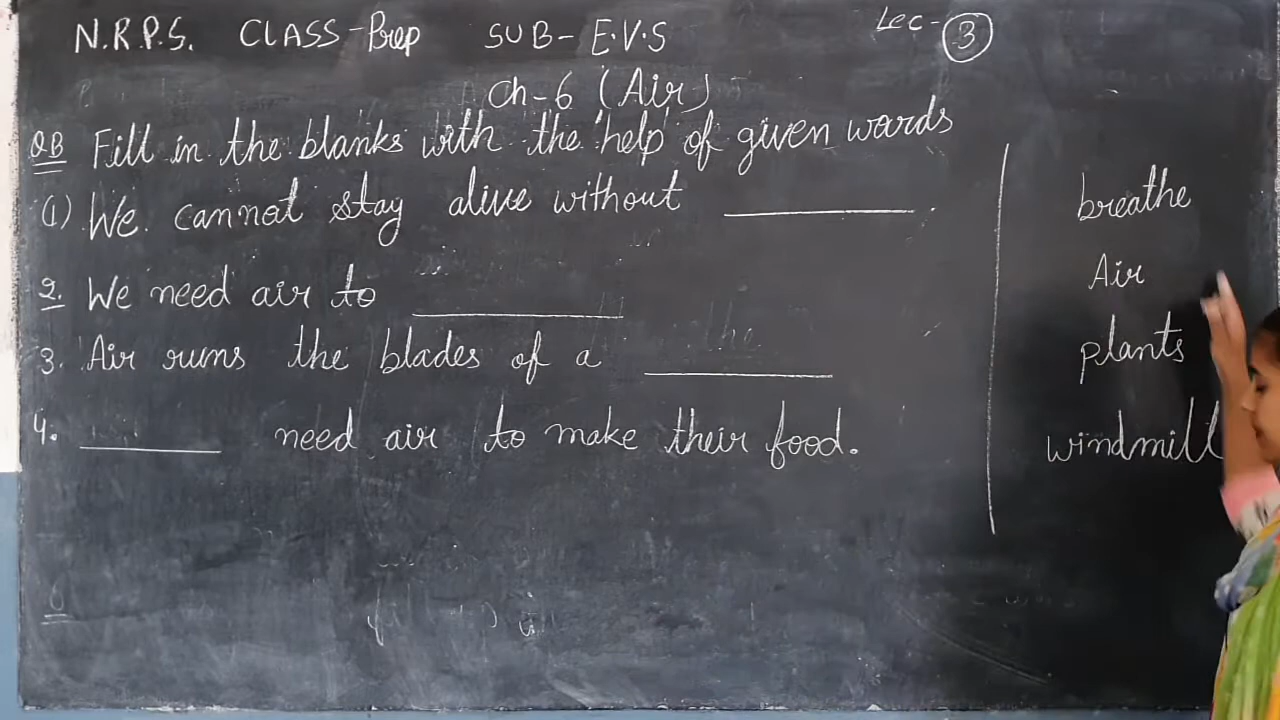 N.R.P.S. CLASS-Prep SUB- E.V.S Lec- 3
Ch-6 (Air)
QB Fill in the blanks with the help of given words
(1) We cannot stay alive without ________ .
2. We need air to ________
3. Air runs the blades of a ________
4. ________ need air to make their food.
breathe
Air
plants
windmill